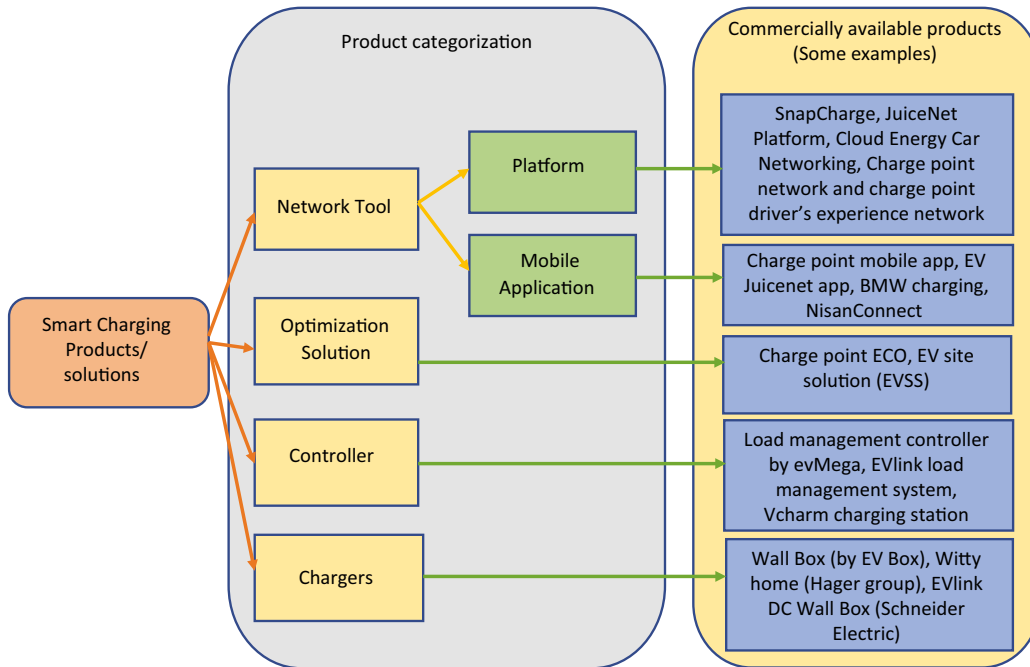 Product categorization
Commercially available products
(Some examples)
Smart Charging
Products/
solutions
Network Tool
Platform
SnapCharge, JuiceNet
Platform, Cloud Energy Car
Networking, Charge point
network and charge point
driver's experience network
Mobile
Application
Charge point mobile app, EV
Juicenet app, BMW charging,
NisanConnect
Optimization
Solution
Charge point ECO, EV site
solution (EVSS)
Controller
Load management controller
by evMega, EVlink load
management system,
Vcharm charging station
Chargers
Wall Box (by EV Box), Witty
home (Hager group), EVlink
DC Wall Box (Schneider
Electric)